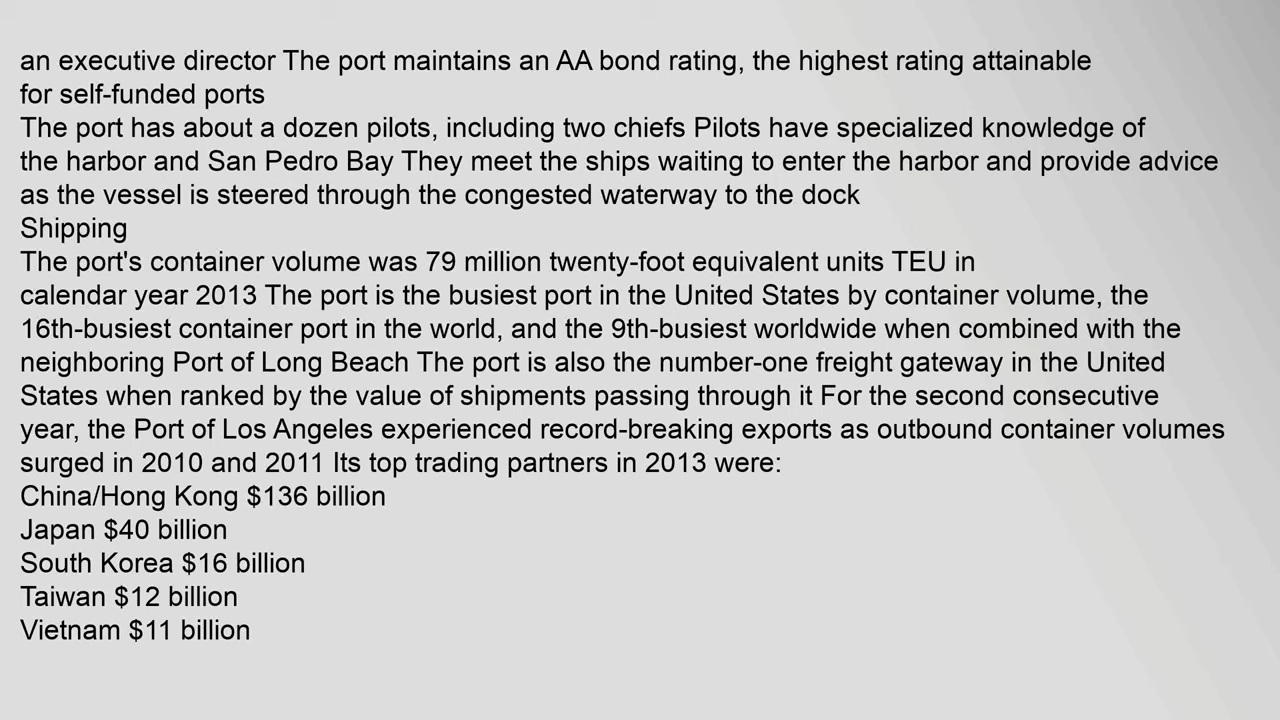 an executive director The port maintains an AA bond rating, the highest rating attainable
for self-funded ports
The port has about a dozen pilots, including two chiefs Pilots have specialized knowledge of
the harbor and San Pedro Bay They meet the ships waiting to enter the harbor and provide advice
as the vessel is steered through the congested waterway to the dock
Shipping
The port's container volume was 79 million twenty-foot equivalent units TEU in
calendar year 2013 The port is the busiest port in the United States by container volume, the
16th-busiest container port in the world, and the 9th-busiest worldwide when combined with the
neighboring Port of Long Beach The port is also the number-one freight gateway in the United
States when ranked by the value of shipments passing through it For the second consecutive
year, the Port of Los Angeles experienced record-breaking exports as outbound container volumes
surged in 2010 and 2011 Its top trading partners in 2013 were:
China/Hong Kong $136 billion
Japan $40 billion
South Korea $16 billion
Taiwan $12 billion
Vietnam $11 billion